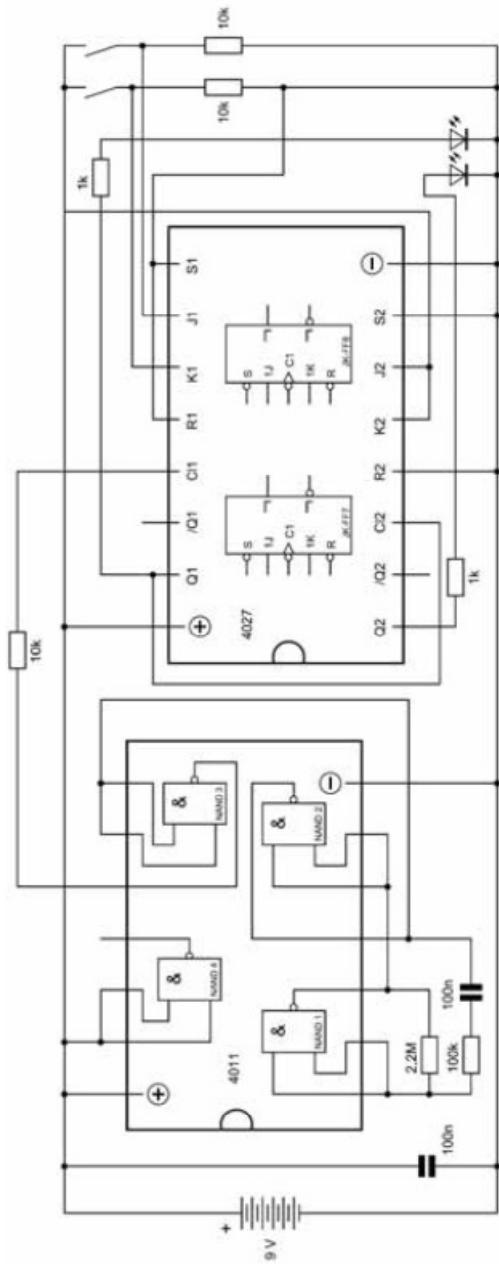 10k
1k
+
⊕
&
&
⊕
Q1
/Q1
Cl1
R1
K1
J1
S1
10k
10k
NAND 4
NAND 3
9 V
4011
4027
S
1J
C1
1K
R
JK-FF7
S
1J
C1
1K
R
JK-FF6
&
&
NAND 1
NAND 2
⊖
Q2
/Q2
Cl2
R2
K2
J2
S2
⊖
2.2M
100n
100k
100n
1k